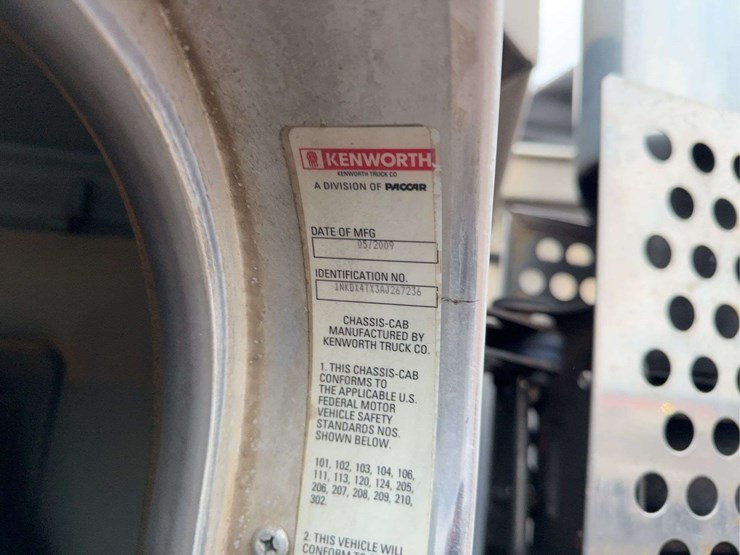 KENWORTH
KENWORTH TRUCK CO.
A DIVISION OF PACCAR
DATE OF MFG
05/2009
IDENTIFICATION NO.
CHASSIS-CAB
MANUFACTURED BY
KENWORTH TRUCK CO.
1. THIS CHASSIS-CAB
CONFORMS TO
THE APPLICABLE U.S.
FEDERAL MOTOR
VEHICLE SAFETY
STANDARDS NOS.
SHOWN BELOW.
101, 102, 103, 104, 106,
111, 113, 120, 124, 205,
206, 207, 208, 209, 210,
302.
2. THIS VEHICLE WILL
CONFORM TO